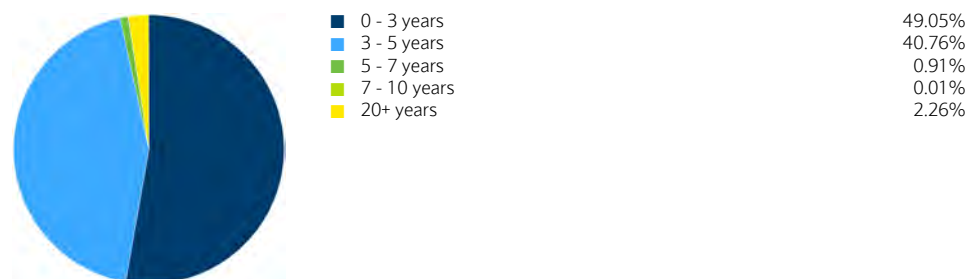 0 - 3 years 49.05%
3 - 5 years 40.76%
5 - 7 years 0.91%
7 - 10 years 0.01%
20+ years 2.26%